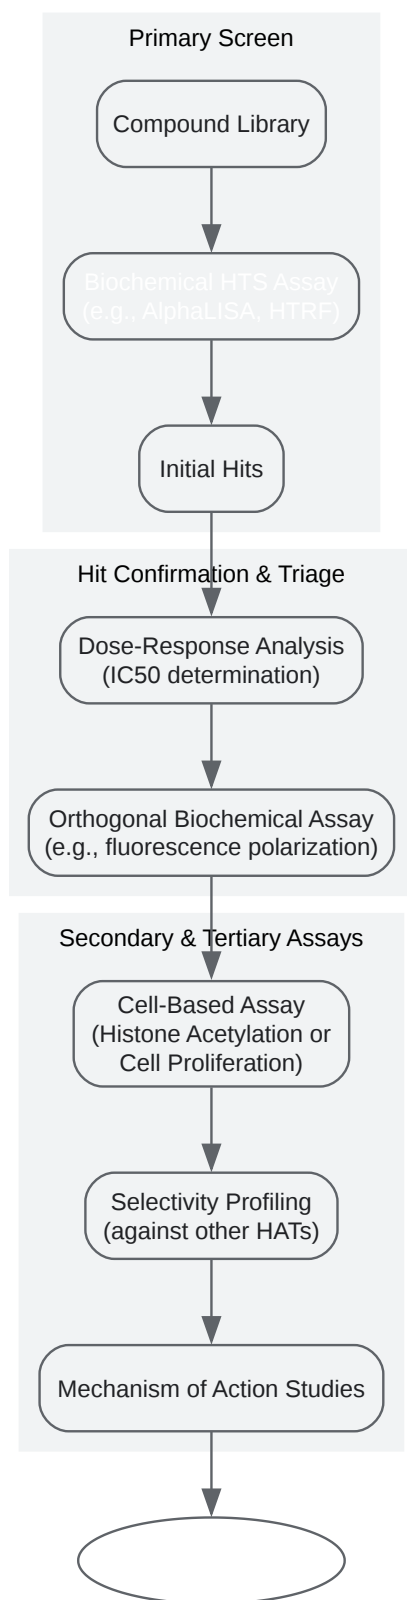 Primary Screen
Compound Library
Biochemical HTS Assay
(e.g., AlphaLISA, HTRF)
Initial Hits
Hit Confirmation & Triage
Dose-Response Analysis
(IC50 determination)
Orthogonal Biochemical Assay
(e.g., fluorescence polarization)
Secondary & Tertiary Assays
Cell-Based Assay
(Histone Acetylation or
Cell Proliferation)
Selectivity Profiling
(against other HATs)
Mechanism of Action Studies